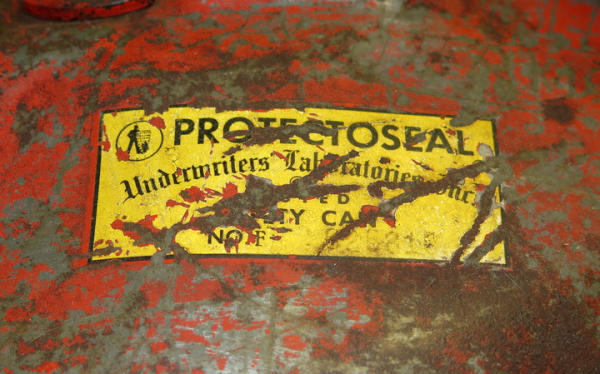 PROTECTOSEAL
Underwriters Laboratories, Inc.
ED
TY CAN
NO. F